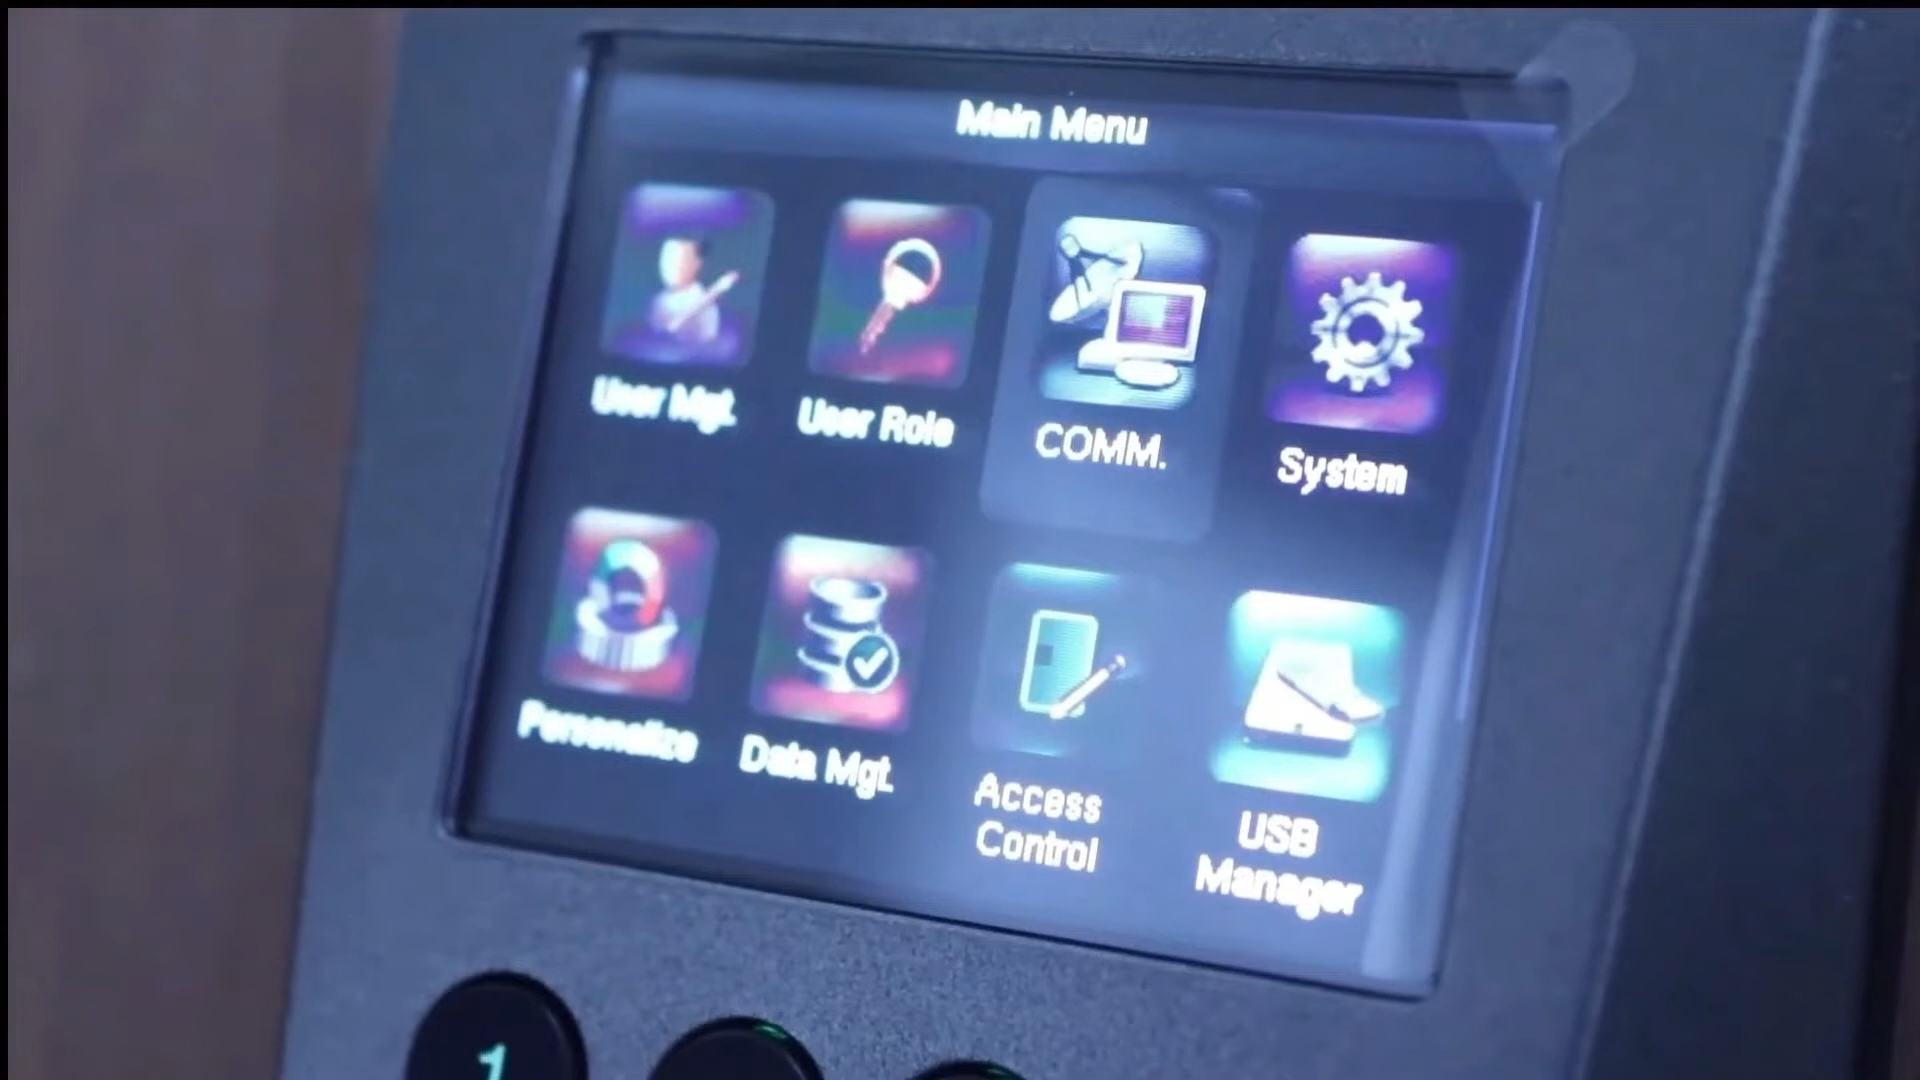 Main Menu
User Mgt.
User Role
COMM.
System
Personalize
Data Mgt.
Access
Control
USB
Manager
1